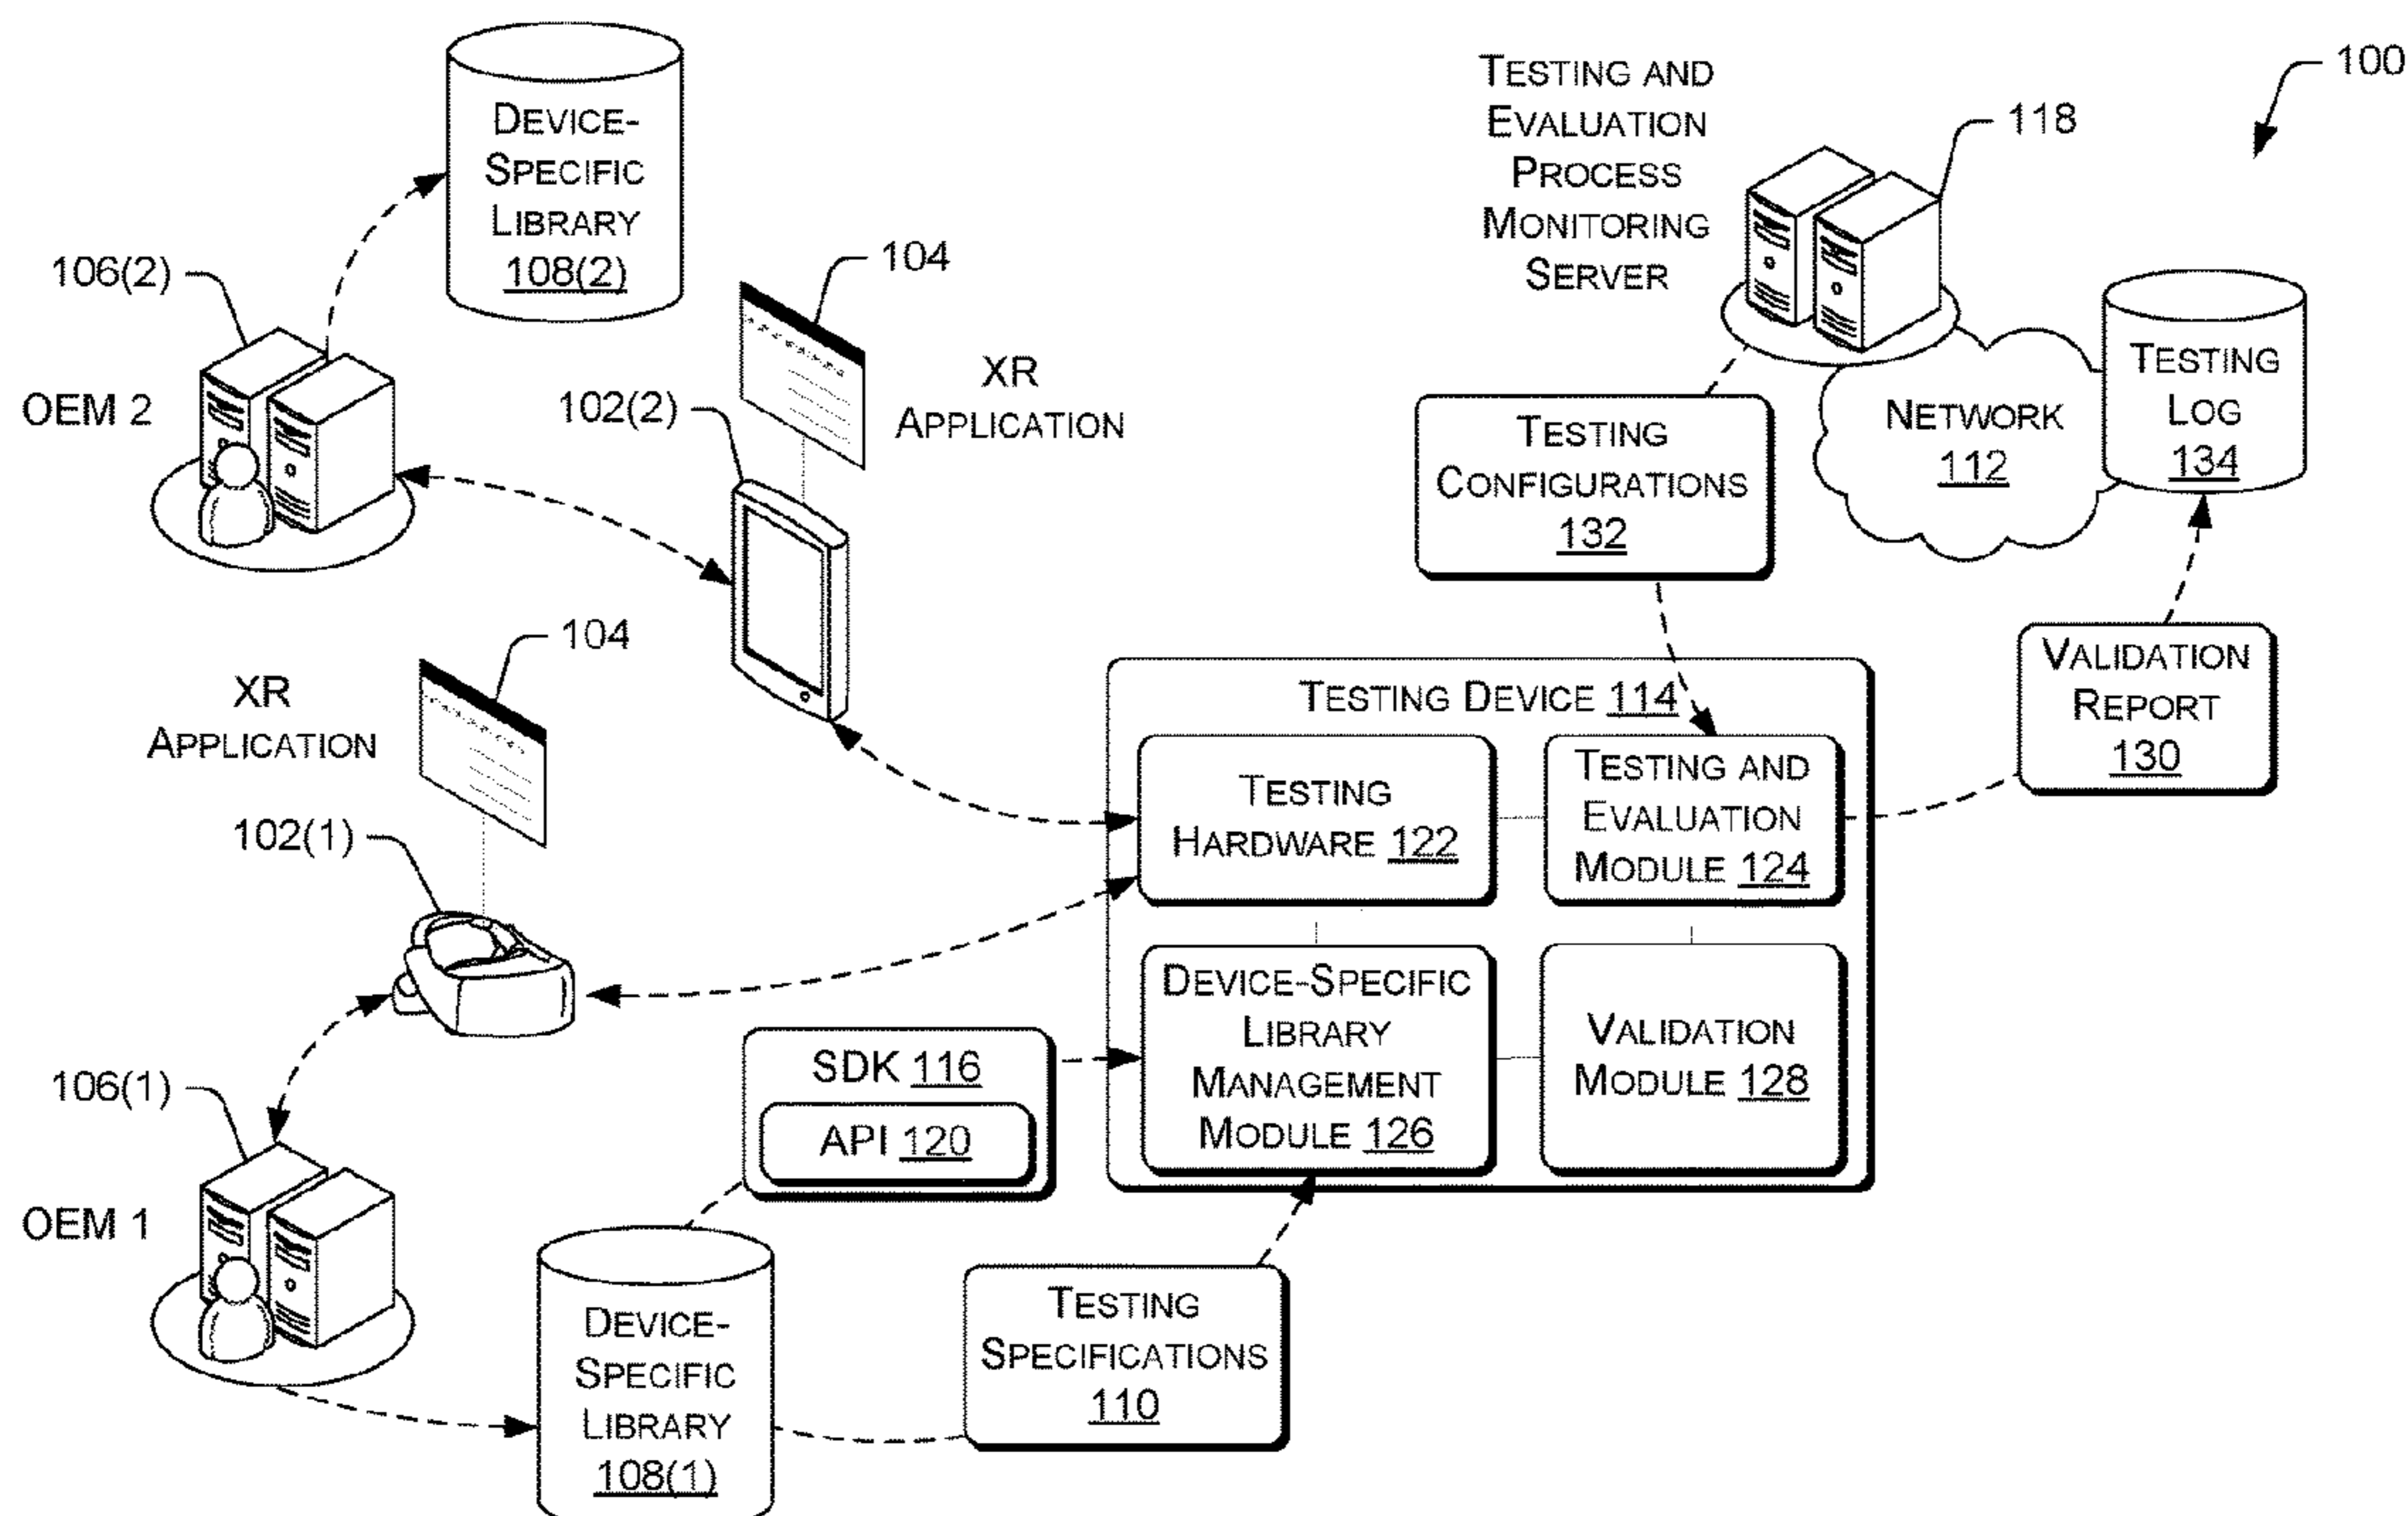 100
TESTING AND
EVALUATION
PROCESS
MONITORING
SERVER
118
DEVICE-
SPECIFIC
LIBRARY
108(2)
106(2)
OEM 2
104
XR
APPLICATION
102(2)
TESTING
CONFIGURATIONS
132
NETWORK
112
TESTING
LOG
134
VALIDATION
REPORT
130
104
XR
APPLICATION
102(1)
TESTING DEVICE 114
TESTING
HARDWARE 122
TESTING AND
EVALUATION
MODULE 124
DEVICE-SPECIFIC
LIBRARY
MANAGEMENT
MODULE 126
VALIDATION
MODULE 128
SDK 116
API 120
106(1)
OEM 1
DEVICE-
SPECIFIC
LIBRARY
108(1)
TESTING
SPECIFICATIONS
110